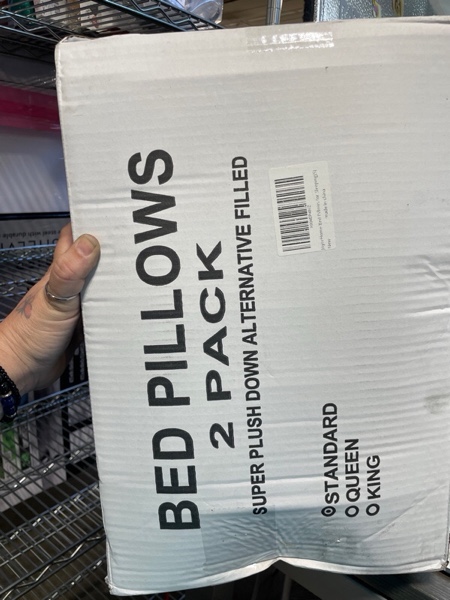 BED PILLOWS
2 PACK
SUPER PLUSH DOWN ALTERNATIVE FILLED
STANDARD
QUEEN
KING